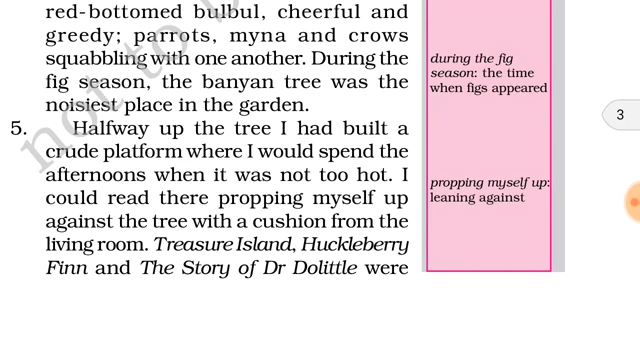 red-bottomed bulbul, cheerful and
greedy; parrots, myna and crows
squabbling with one another. During the
fig season, the banyan tree was the
noisiest place in the garden.
5. Halfway up the tree I had built a
crude platform where I would spend the
afternoons when it was not too hot. I
could read there propping myself up
against the tree with a cushion from the
living room. Treasure Island, Huckleberry
Finn and The Story of Dr Dolittle were
during the fig
season: the time
when figs appeared
propping myself up:
leaning against
3
not to b